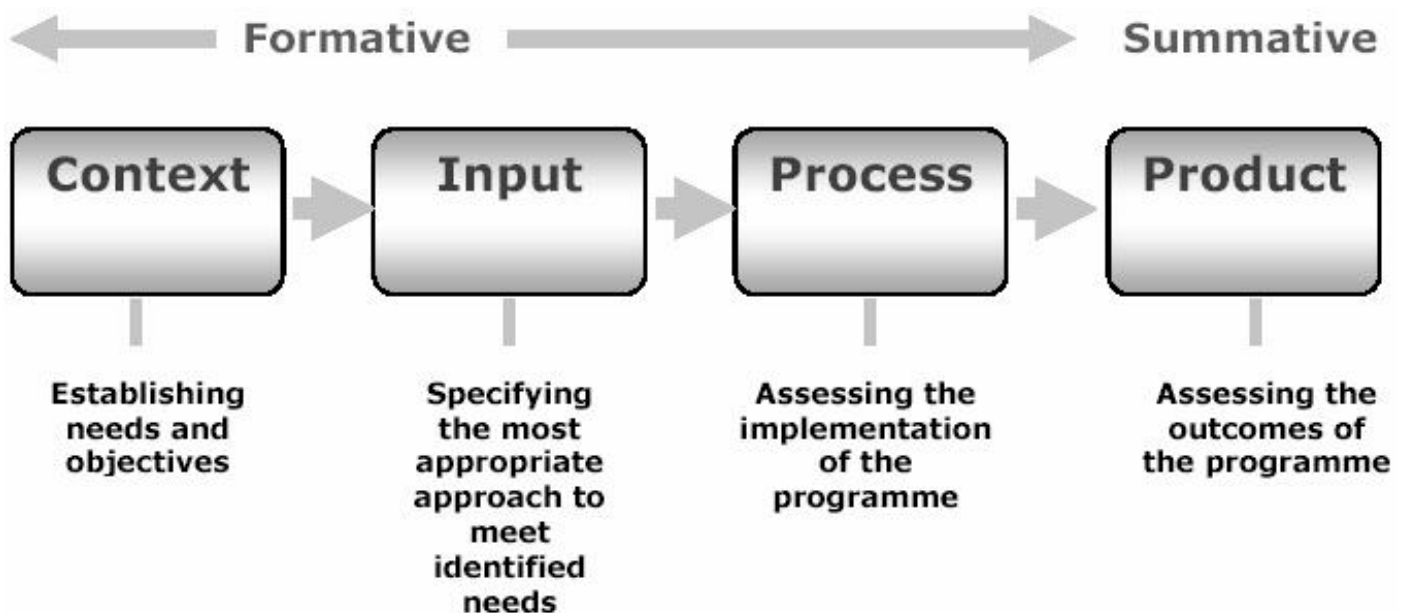 Formative
Summative
Context
Input
Process
Product
Establishing
needs and
objectives
Specifying
the most
appropriate
approach to
meet
identified
needs
Assessing the
implementation
of the
programme
Assessing the
outcomes of
the programme